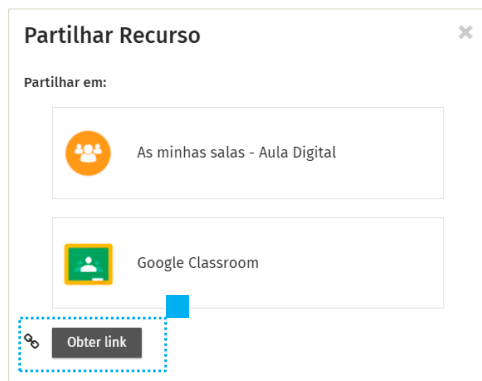 Partilhar Recurso
Partilhar em:
As minhas salas - Aula Digital
Google Classroom
Obter link